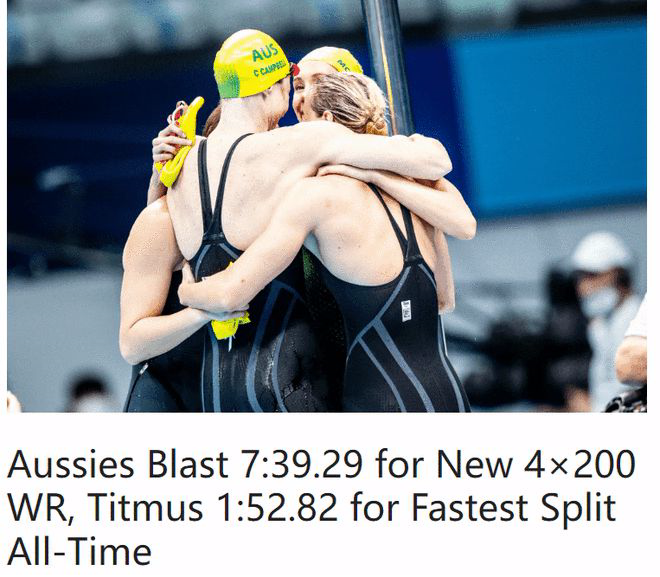 AUS
C CAMPBELL
Aussies Blast 7:39.29 for New 4×200
WR, Titmus 1:52.82 for Fastest Split
All-Time